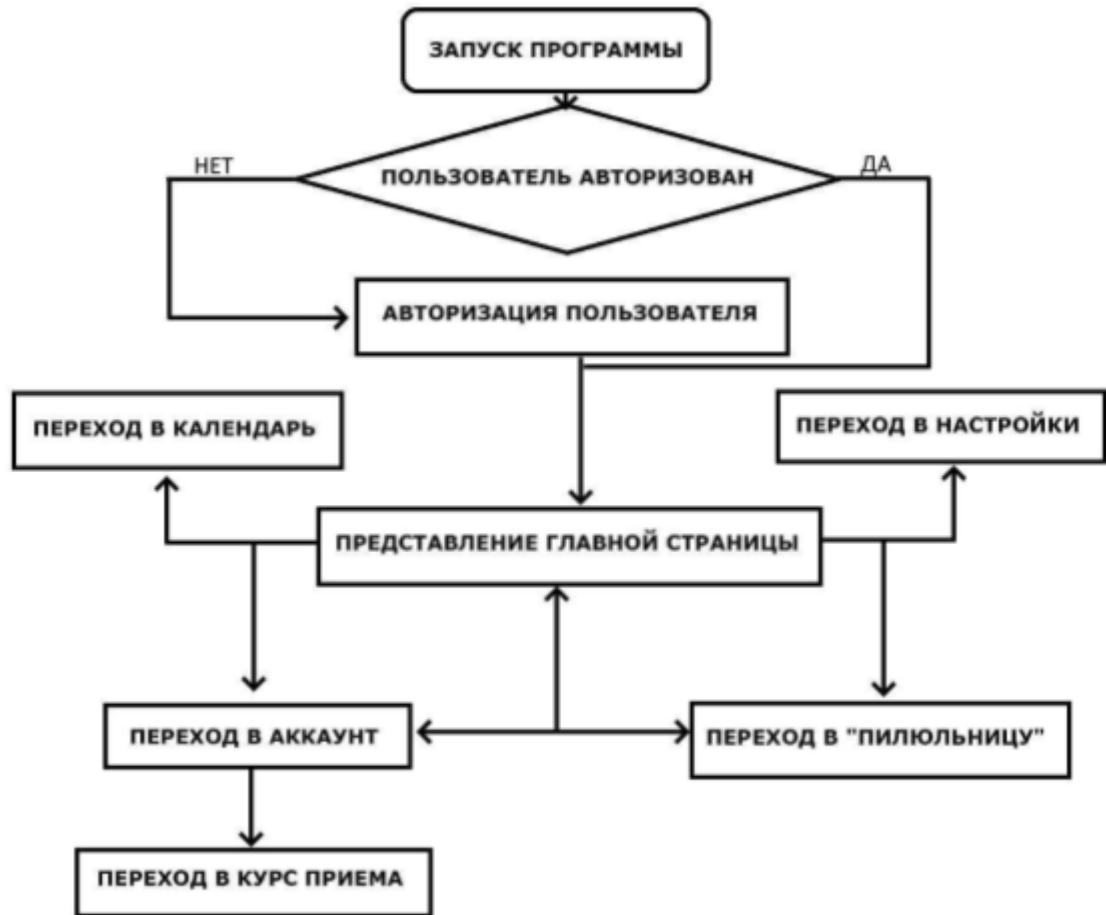 ЗАПУСК ПРОГРАММЫ
НЕТ
ДА
ПОЛЬЗОВАТЕЛЬ АВТОРИЗОВАН
АВТОРИЗАЦИЯ ПОЛЬЗОВАТЕЛЯ
ПЕРЕХОД В КАЛЕНДАРЬ
ПЕРЕХОД В НАСТРОЙКИ
ПРЕДСТАВЛЕНИЕ ГЛАВНОЙ СТРАНИЦЫ
ПЕРЕХОД В АККАУНТ
ПЕРЕХОД В "ПИЛЮЛЬНИЦУ"
ПЕРЕХОД В КУРС ПРИЕМА